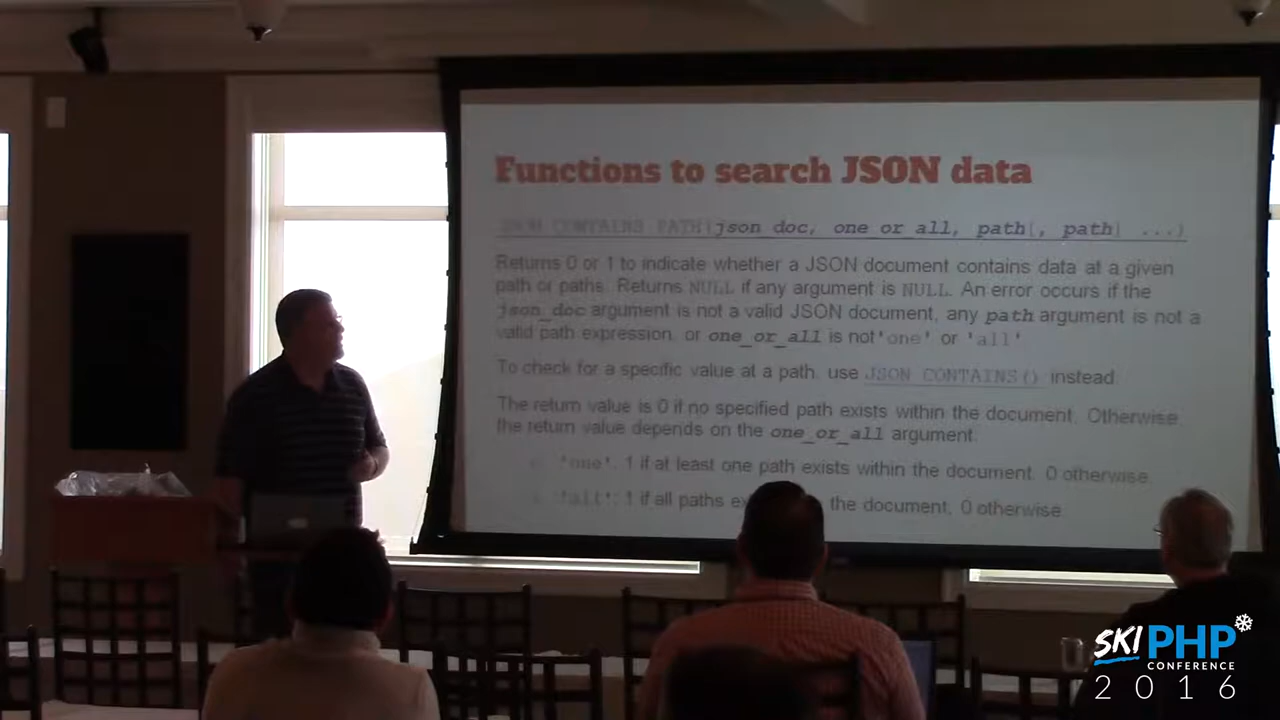 Functions to search JSON data
JSON_CONTAINS_PATH(json_doc, one_or_all, path[, path] ...)
Returns 0 or 1 to indicate whether a JSON document contains data at a given
path or paths. Returns NULL if any argument is NULL. An error occurs if the
json_doc argument is not a valid JSON document, any path argument is not a
valid path expression, or one_or_all is not 'one' or 'all'
To check for a specific value at a path, use JSON_CONTAINS() instead.
The return value is 0 if no specified path exists within the document. Otherwise,
the return value depends on the one_or_all argument:
'one': 1 if at least one path exists within the document, 0 otherwise.
'all': 1 if all paths ex the document, 0 otherwise.
SKI PHP
CONFERENCE
2016